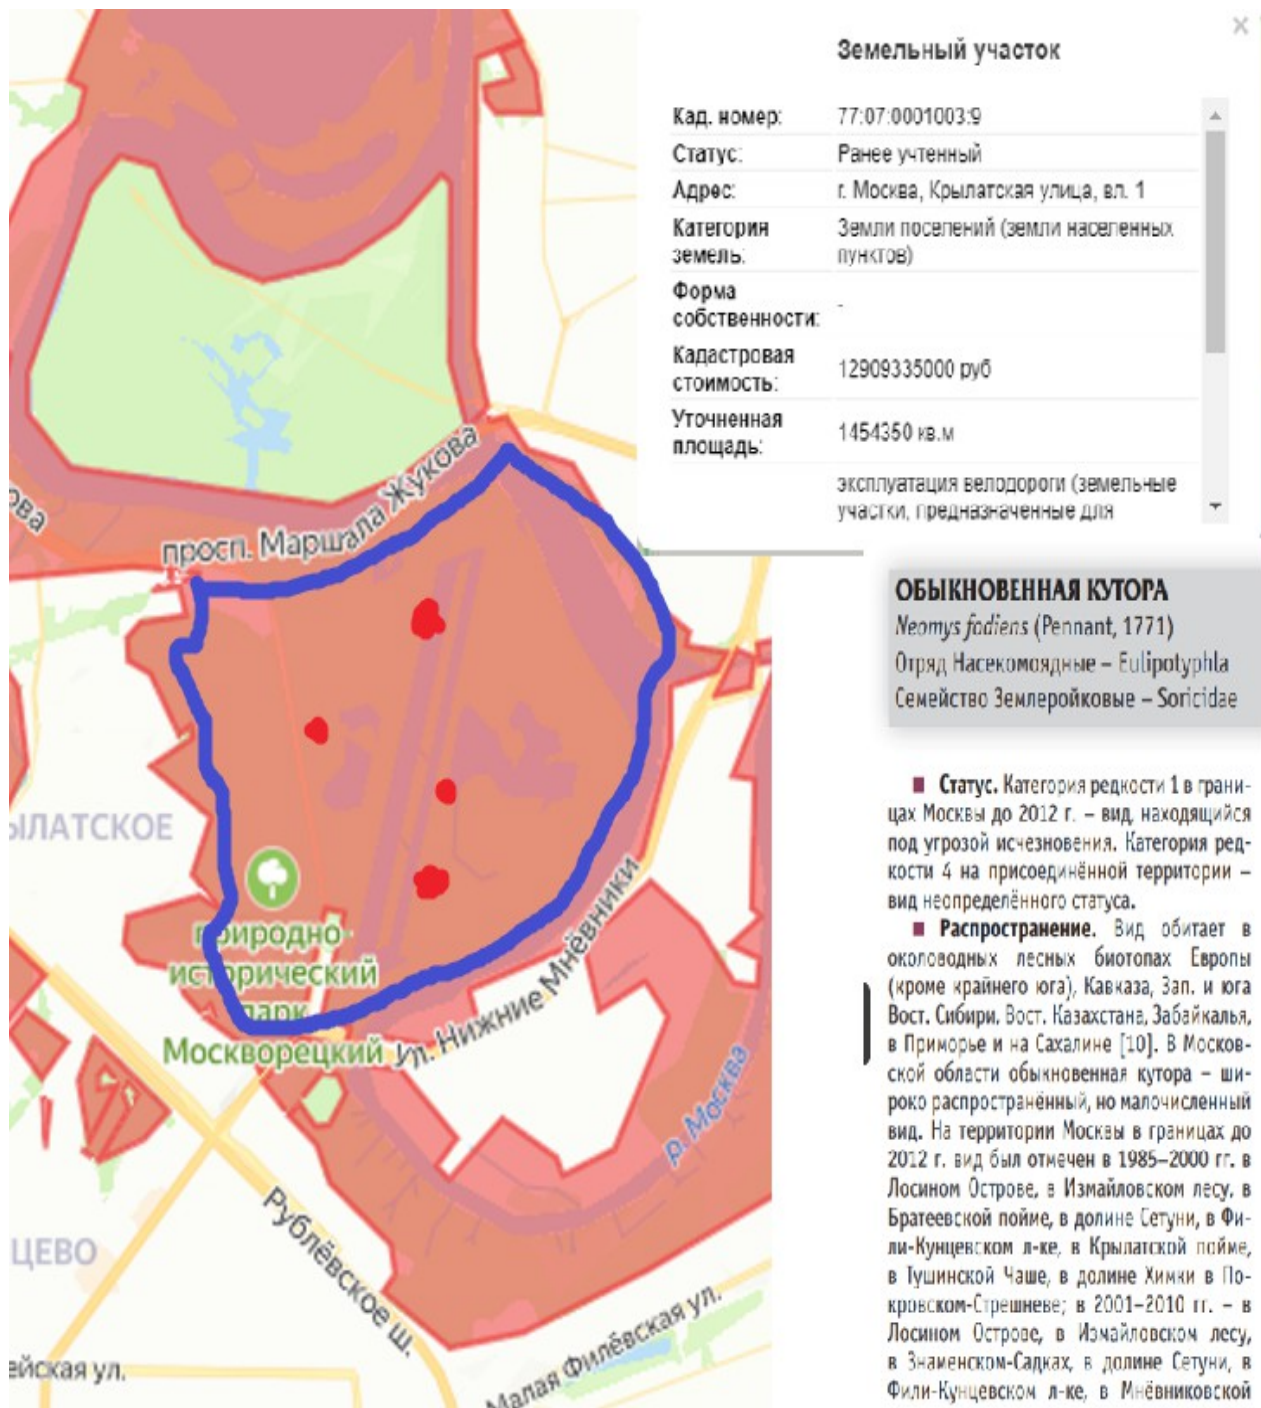 Земельный участок
Кад. номер: 77:07:0001003:9
Статус: Ранее учтенный
Адрес: г. Москва, Крылатская улица, вл. 1
Категория земель: Земли поселений (земли населенных
пунктов)
Форма
собственности: -
Кадастровая
стоимость: 12909335000 руб
Уточненная
площадь: 1454350 кв.м
эксплуатация велодороги (земельные
участки, предназначенные для
просп. Маршала Жукова
ова
ЫЛАТСКОЕ
природно-
исторический
парк
Москворецкий
ул. Нижние Мнёвники
р. Москва
Рублёвское ш.
ЦЕВО
Малая Филёвская ул.
ейская ул.
ОБЫКНОВЕННАЯ КУТОРА
Neomys fodiens (Pennant, 1771)
Отряд Насекомоядные – Eulipotyphla
Семейство Землеройковые – Soricidae
Статус. Категория редкости 1 в грани-
цах Москвы до 2012 г. – вид, находящийся
под угрозой исчезновения. Категория ред-
кости 4 на присоединённой территории –
вид неопределённого статуса.
Распространение. Вид обитает в
околоводных лесных биотопах Европы
(кроме крайнего юга), Кавказа, Зап. и юга
Вост. Сибири, Вост. Казахстана, Забайкалья,
в Приморье и на Сахалине [10]. В Москов-
ской области обыкновенная кутора – ши-
роко распространённый, но малочисленный
вид. На территории Москвы в границах до
2012 г. вид был отмечен в 1985–2000 гг. в
Лосином Острове, в Измайловском лесу, в
Братеевской пойме, в долине Сетуни, в Фи-
ли-Кунцевском л-ке, в Крылатской пойме,
в Тушинской Чаше, в долине Химки в По-
кровском-Стрешневе; в 2001–2010 гг. – в
Лосином Острове, в Измайловском лесу,
в Знаменском-Садках, в долине Сетуни, в
Фили-Кунцевском л-ке, в Мнёвниковской